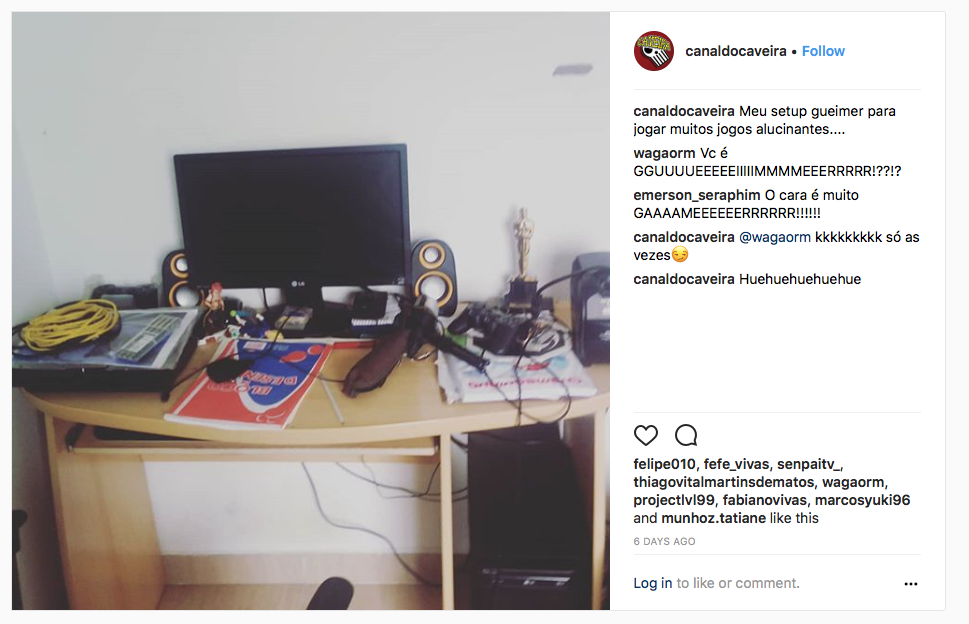 canaldocaveira • Follow
canaldocaveira Meu setup gueimer para
jogar muitos jogos alucinantes....
wagaorm Vc é
GGUUUUEEEEEIIIIIMMMMEEERRRRR!??!?
emerson_seraphim O cara é muito
GAAAAMEEEEEERRRRRR!!!!!!
canaldocaveira @wagaorm kkkkkkkkk só as
vezes😏
canaldocaveira Huehuehuehuehue
felipe010, fefe_vivas, senpaitv_,
thiagovitalmartinsdematos, wagaorm,
projectlvl99, fabianovivas, marcosyuki96
and munhoz.tatiane like this
6 DAYS AGO
Log in to like or comment.
LG
BLOCO
DESEN